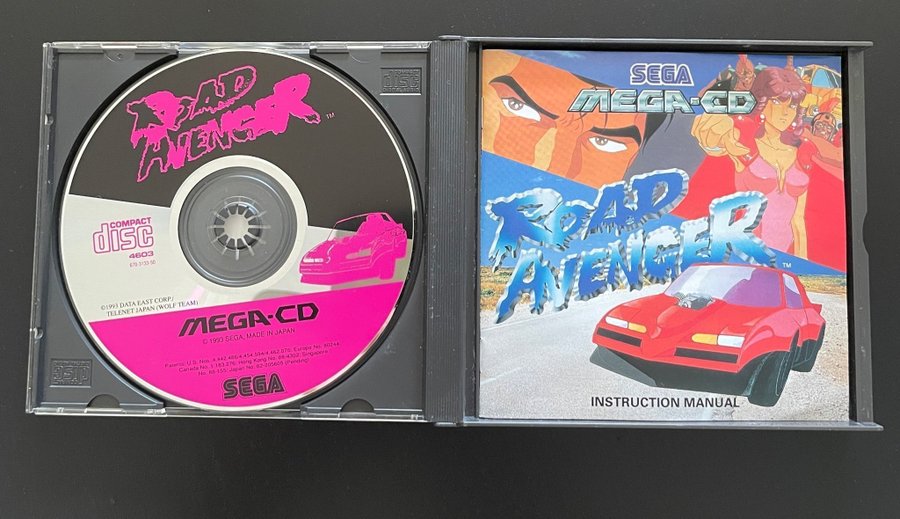 ROAD
AVENGER ™
COMPACT
disc
4603
©1993 DATA EAST CORP./
TELENET JAPAN (WOLF TEAM)
MEGA-CD
© 1993 SEGA, MADE IN JAPAN
SEGA
SEGA
MEGA-CD
ROAD
AVENGER ™
INSTRUCTION MANUAL